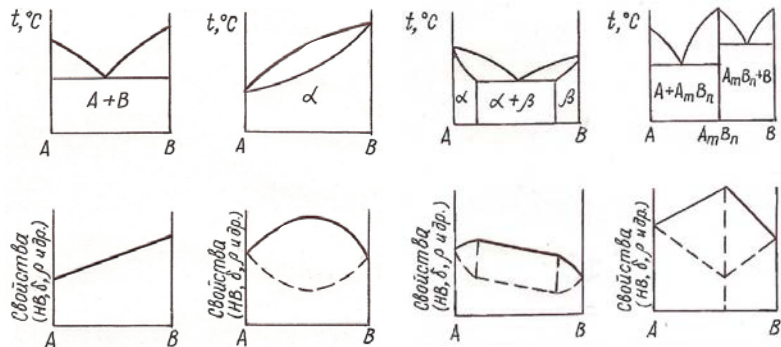 t,°C
A + B
A
B
t,°C
α
A
B
t,°C
α
α + β
β
A
B
t,°C
A + AmBn
AmBn+B
A
AmBn
B
Свойства
(НВ, δ, ρ и др.)
A
B
Свойства
(НВ, δ, ρ и др.)
A
B
Свойства
(НВ, δ, ρ и др.)
A
B
Свойства
(НВ, δ, ρ и др.)
A
B